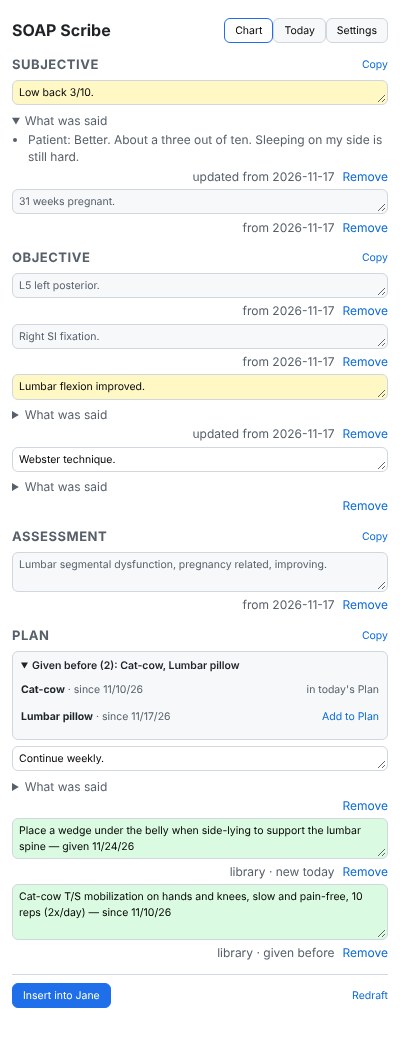 SOAP Scribe
Chart
Today
Settings
SUBJECTIVE
Copy
Low back 3/10.
▼ What was said
• Patient: Better. About a three out of ten. Sleeping on my side is
still hard.
updated from 2026-11-17 Remove
31 weeks pregnant.
from 2026-11-17 Remove
OBJECTIVE
Copy
L5 left posterior.
from 2026-11-17 Remove
Right SI fixation.
from 2026-11-17 Remove
Lumbar flexion improved.
▶ What was said
updated from 2026-11-17 Remove
Webster technique.
▶ What was said
Remove
ASSESSMENT
Copy
Lumbar segmental dysfunction, pregnancy related, improving.
from 2026-11-17 Remove
PLAN
Copy
▼ Given before (2): Cat-cow, Lumbar pillow
Cat-cow · since 11/10/26
in today's Plan
Lumbar pillow · since 11/17/26
Add to Plan
Continue weekly.
▶ What was said
Remove
Place a wedge under the belly when side-lying to support the lumbar
spine — given 11/24/26
library · new today Remove
Cat-cow T/S mobilization on hands and knees, slow and pain-free, 10
reps (2x/day) — since 11/10/26
library · given before Remove
Insert into Jane
Redraft